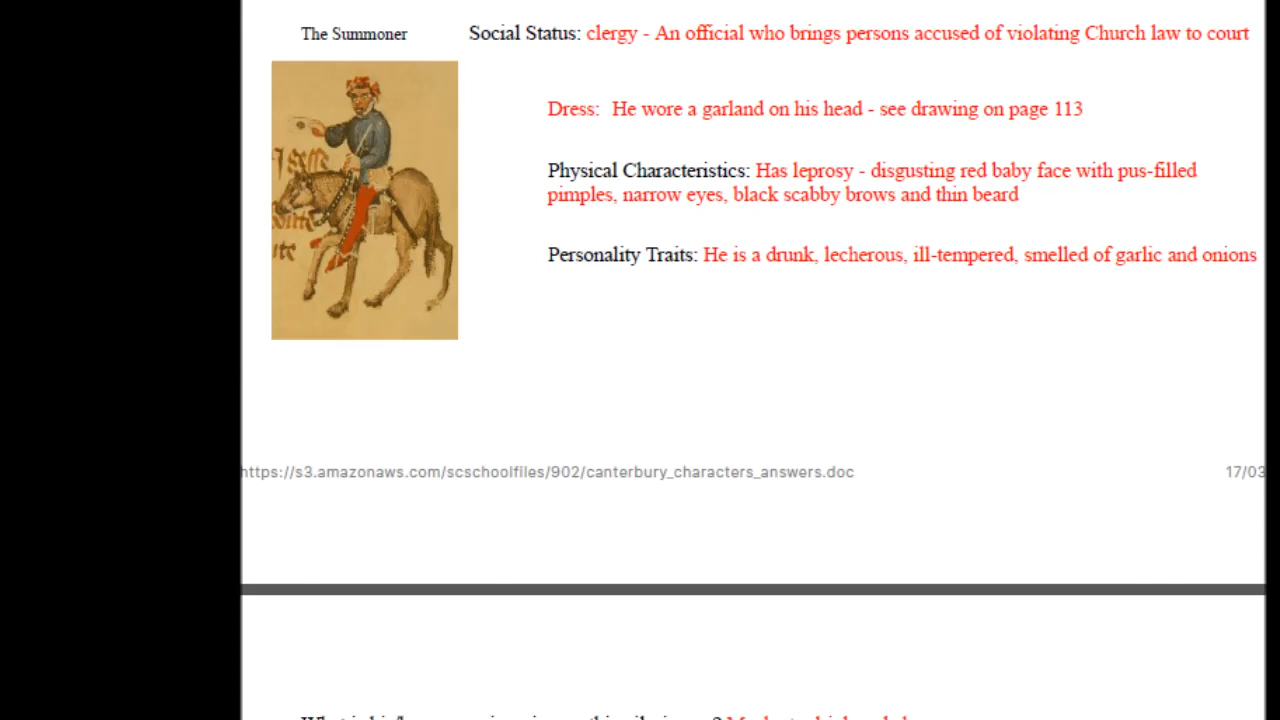 The Summoner
Social Status: clergy - An official who brings persons accused of violating Church law to court
Dress: He wore a garland on his head - see drawing on page 113
Physical Characteristics: Has leprosy - disgusting red baby face with pus-filled
pimples, narrow eyes, black scabby brows and thin beard
Personality Traits: He is a drunk, lecherous, ill-tempered, smelled of garlic and onions
https://s3.amazonaws.com/scschoolfiles/902/canterbury_characters_answers.doc
17/03